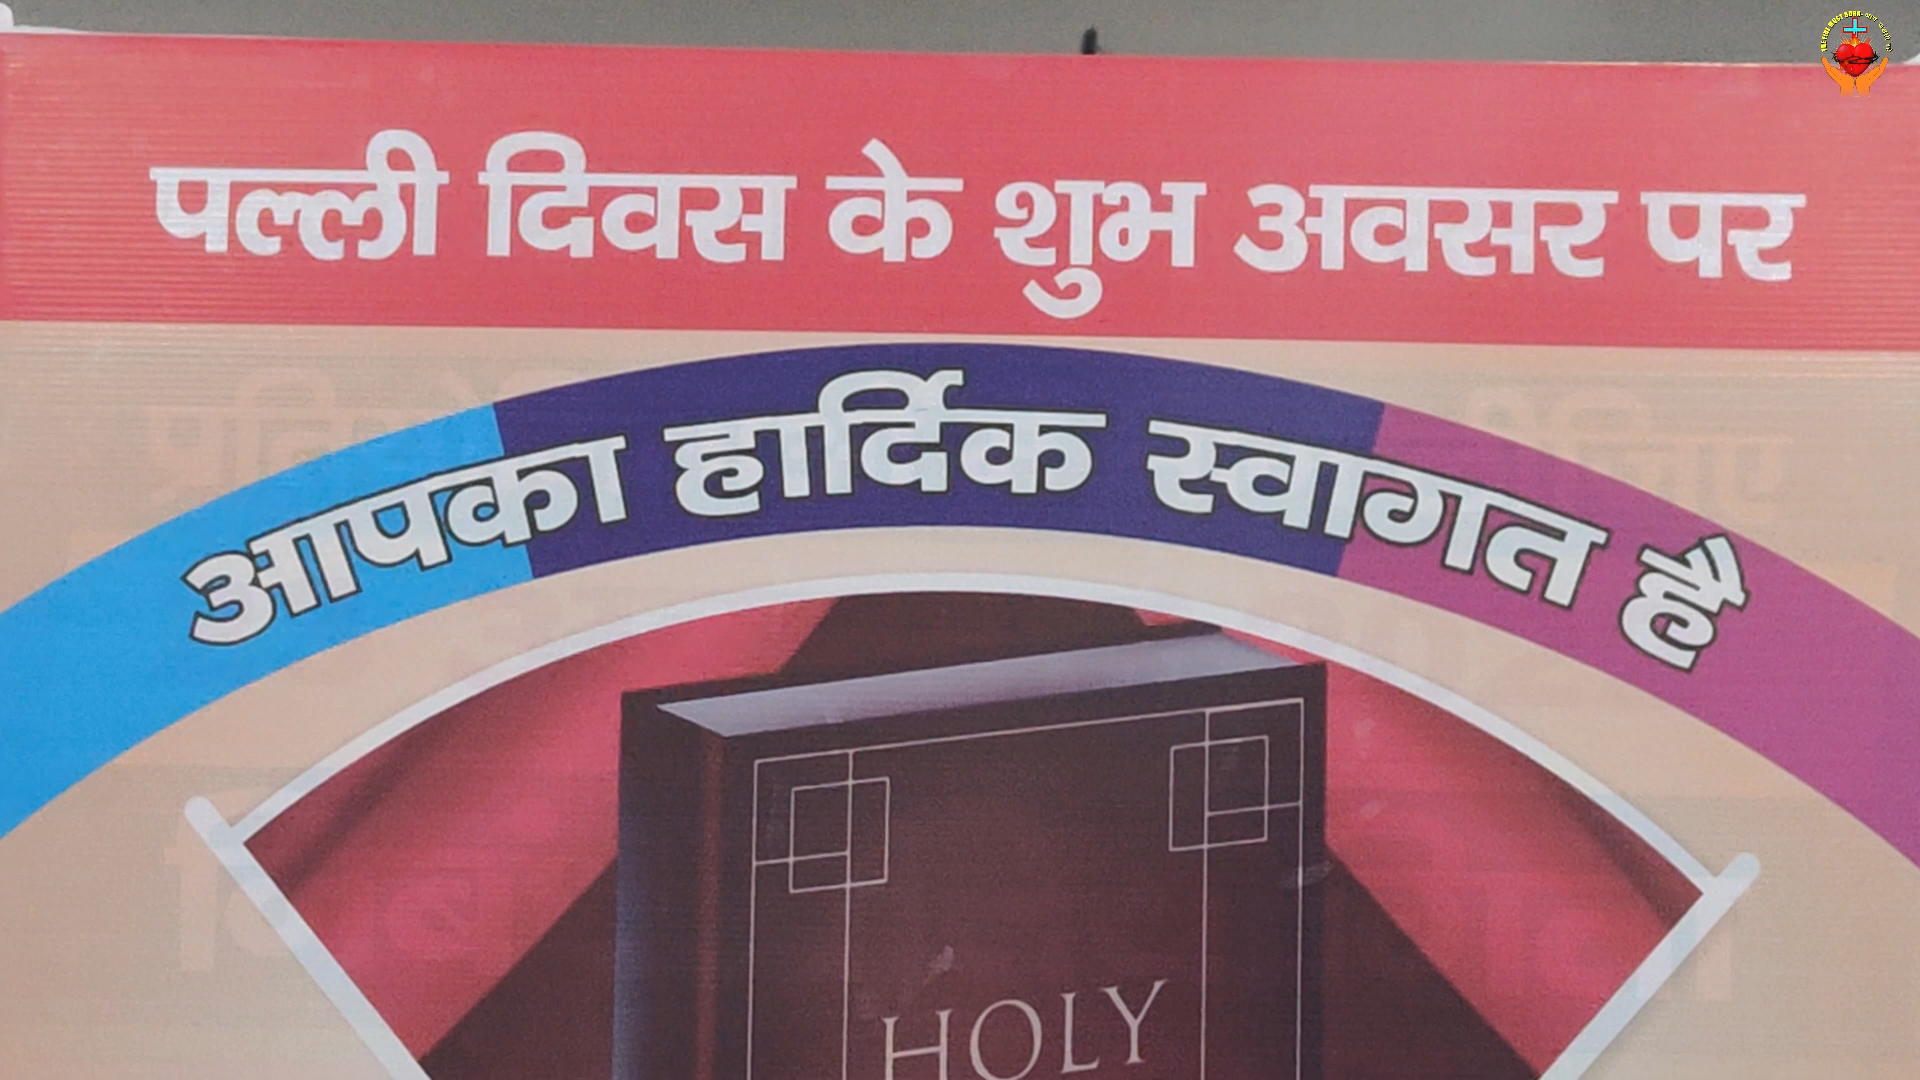 पल्ली दिवस के शुभ अवसर पर
आपका हार्दिक स्वागत है
HOLY